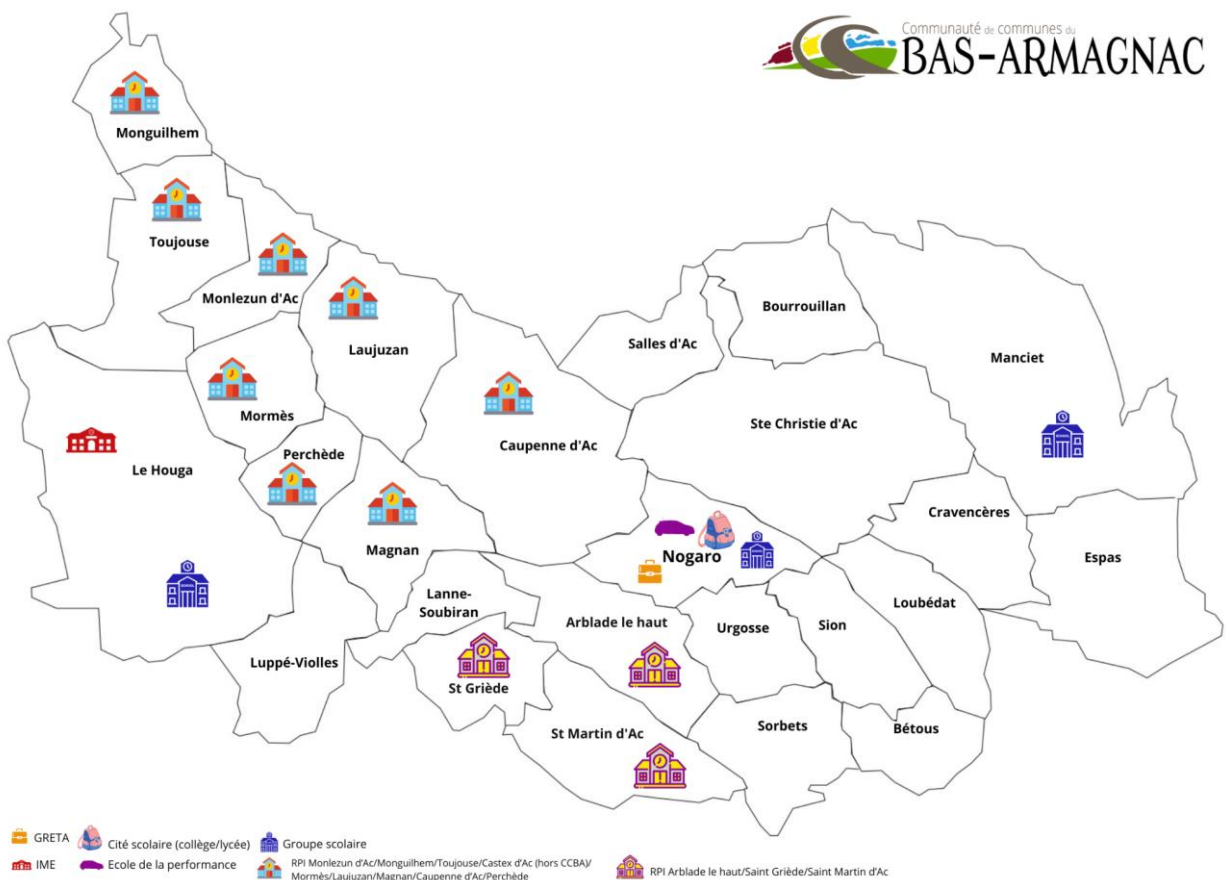 Communauté de communes du
BAS-ARMAGNAC
Monguilhem
Toujouse
Monlezun d'Ac
Laujuzan
Bourrouillan
Salles d'Ac
Manciet
Mormès
Caupenne d'Ac
Ste Christie d'Ac
Perchède
Le Houga
Cravencères
Magnan
Nogaro
Espas
Lanne-
Soubiran
Arblade le haut
Urgosse
Sion
Loubédat
Luppé-Violles
St Griède
St Martin d'Ac
Sorbets
Bétous
GRETA
Cité scolaire (collège/lycée)
Groupe scolaire
IME
Ecole de la performance
RPI Monlezun d'Ac/Monguilhem/Toujouse/Castex d'Ac (hors CCBA)/
Mormès/Laujuzan/Magnan/Caupenne d'Ac/Perchède
RPI Arblade le haut/Saint Griède/Saint Martin d'Ac